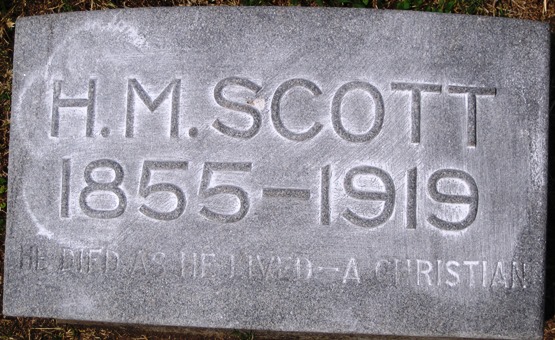 H.M.SCOTT
1855-1919
HE DIED AS HE LIVED-A CHRISTIAN